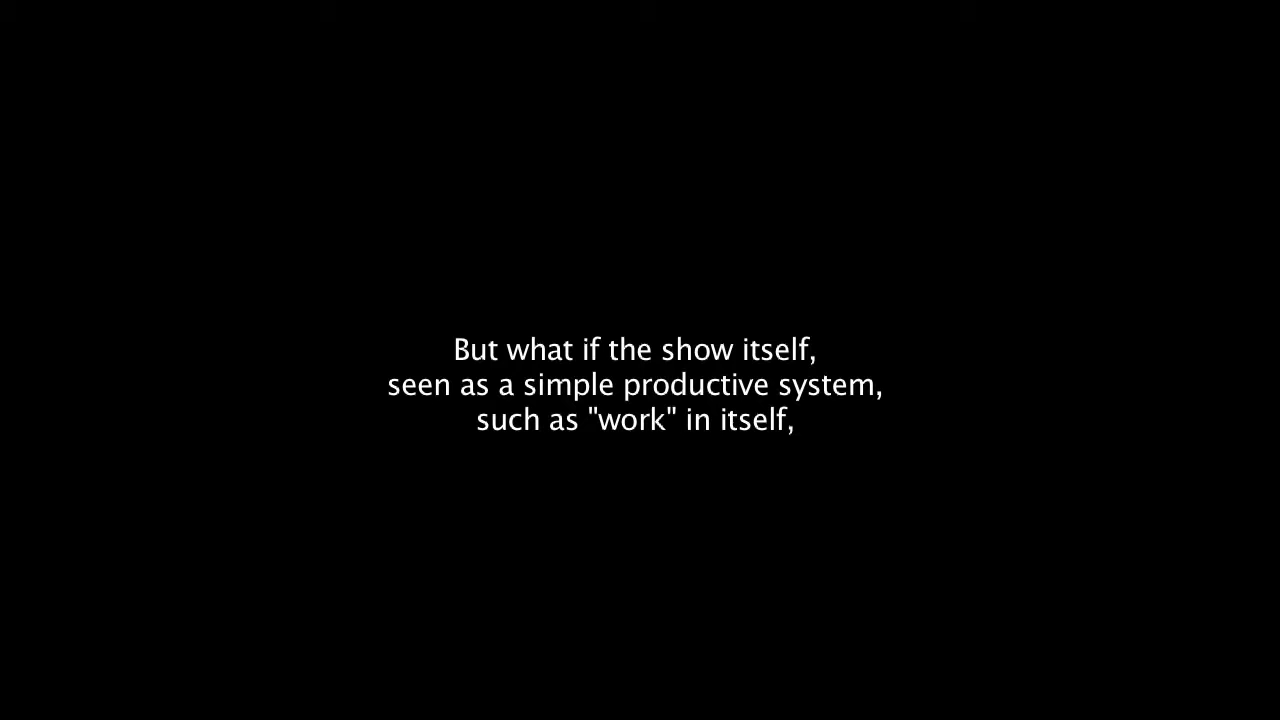 But what if the show itself,
seen as a simple productive system,
such as "work" in itself,